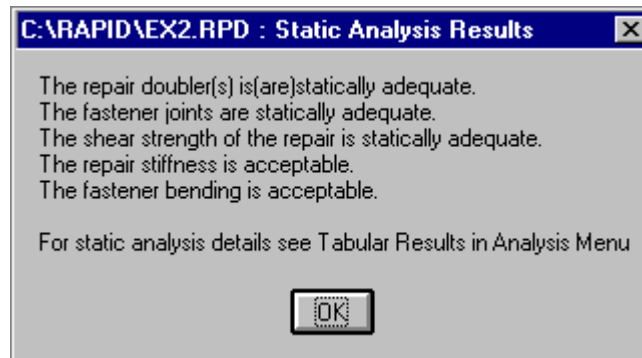 C:\RAPID\EX2.RPD : Static Analysis Results
The repair doubler(s) is(are)statically adequate.
The fastener joints are statically adequate.
The shear strength of the repair is statically adequate.
The repair stiffness is acceptable.
The fastener bending is acceptable.
For static analysis details see Tabular Results in Analysis Menu
OK